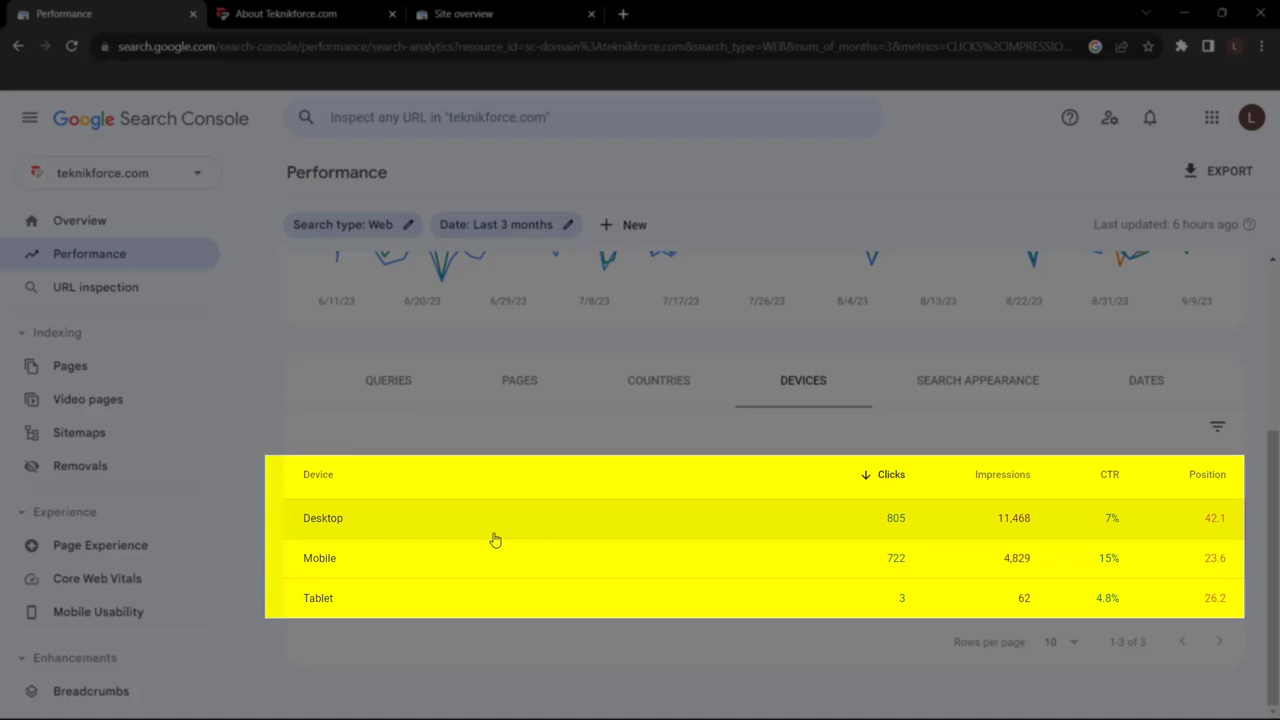 Performance
About Teknikforce.com
Site overview
search.google.com/search-console/performance/search-analytics?resource_id=sc-domain%3Ateknikforce.com&search_type=WEB&num_of_months=3&metrics=CLICKS%2CIMPRESSIO...
L
Google Search Console
Inspect any URL in "teknikforce.com"
L
teknikforce.com
Performance
EXPORT
Overview
Search type: Web
Date: Last 3 months
New
Last updated: 6 hours ago
Performance
URL inspection
6/11/23 6/20/23 6/29/23 7/8/23 7/17/23 7/26/23 8/4/23 8/13/23 8/22/23 8/31/23 9/9/23
Indexing
Pages
QUERIES PAGES COUNTRIES DEVICES SEARCH APPEARANCE DATES
Video pages
Sitemaps
Removals
Device Clicks Impressions CTR Position
Experience
Desktop 805 11,468 7% 42.1
Page Experience
Mobile 722 4,829 15% 23.6
Core Web Vitals
Tablet 3 62 4.8% 26.2
Mobile Usability
Rows per page: 10 1-3 of 3
Enhancements
Breadcrumbs